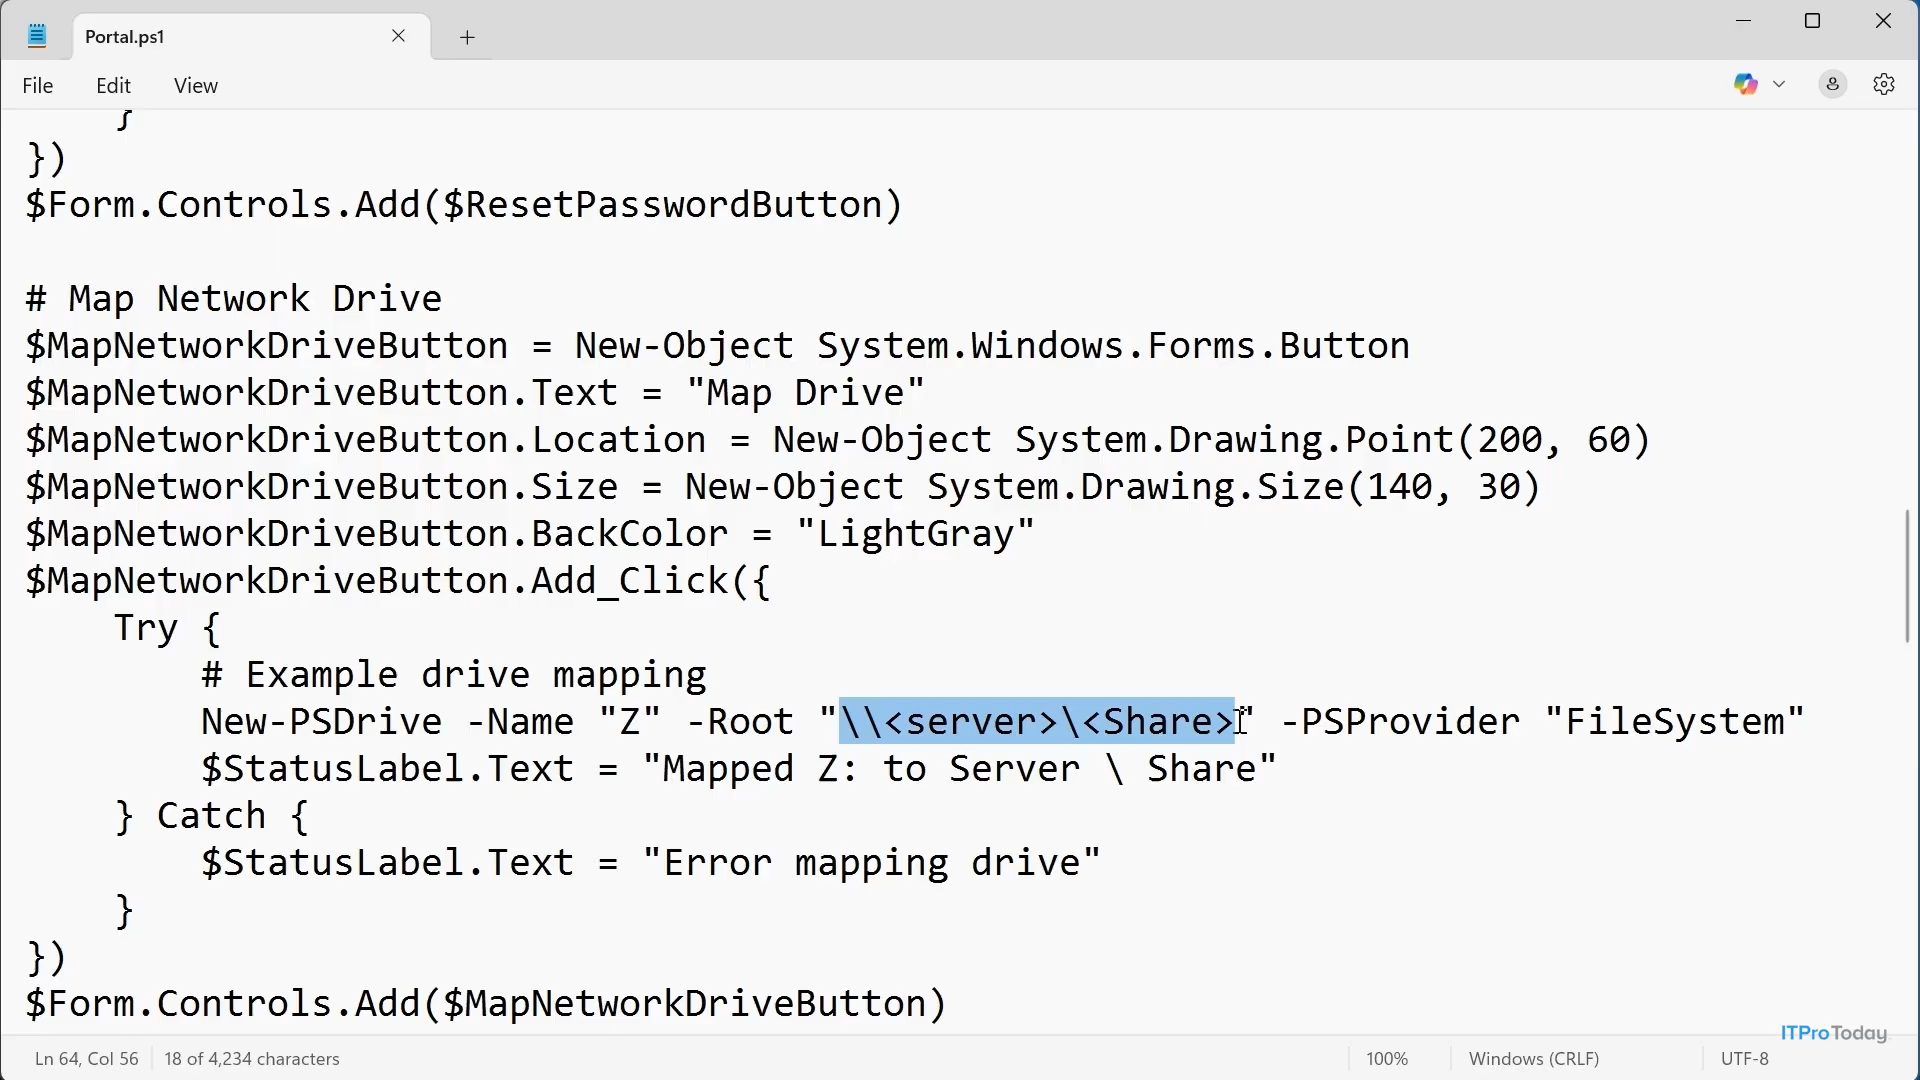 Portal.ps1
File Edit View
}
})
$Form.Controls.Add($ResetPasswordButton)
# Map Network Drive
$MapNetworkDriveButton = New-Object System.Windows.Forms.Button
$MapNetworkDriveButton.Text = "Map Drive"
$MapNetworkDriveButton.Location = New-Object System.Drawing.Point(200, 60)
$MapNetworkDriveButton.Size = New-Object System.Drawing.Size(140, 30)
$MapNetworkDriveButton.BackColor = "LightGray"
$MapNetworkDriveButton.Add_Click({
    Try {
        # Example drive mapping
        New-PSDrive -Name "Z" -Root "\\<server>\<Share>" -PSProvider "FileSystem"
        $StatusLabel.Text = "Mapped Z: to Server \ Share"
    } Catch {
        $StatusLabel.Text = "Error mapping drive"
    }
})
$Form.Controls.Add($MapNetworkDriveButton)
ITProToday
Ln 64, Col 56 18 of 4,234 characters 100% Windows (CRLF) UTF-8